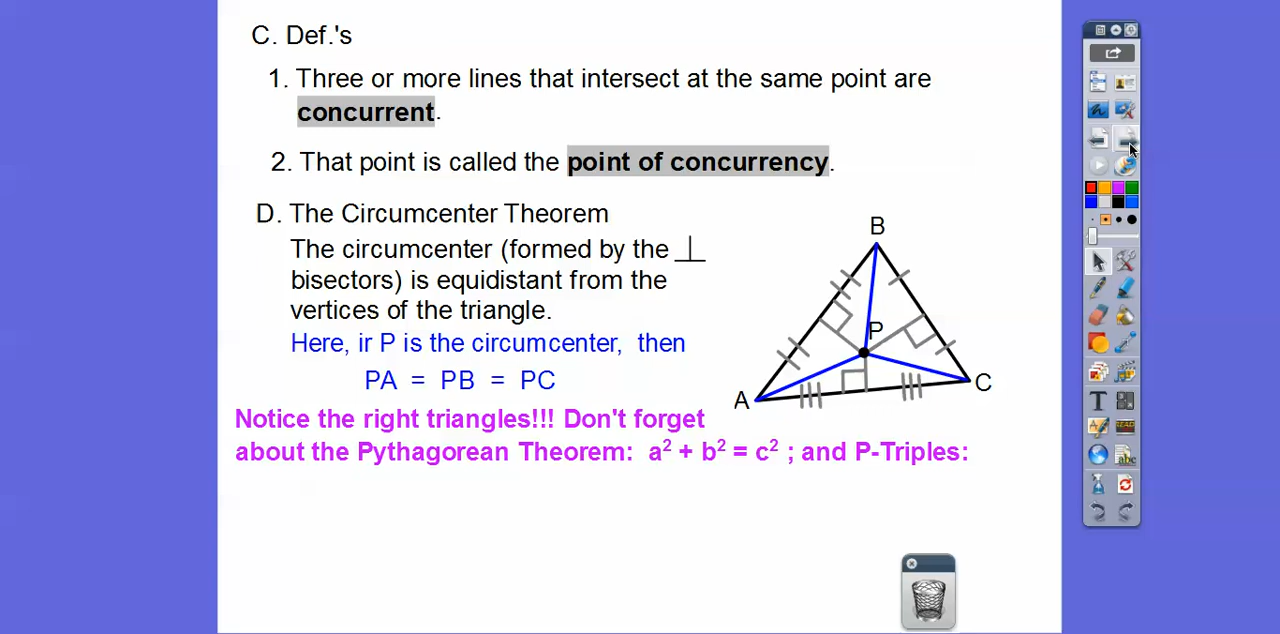 C. Def.'s
1. Three or more lines that intersect at the same point are
concurrent.
2. That point is called the point of concurrency.
D. The Circumcenter Theorem
The circumcenter (formed by the ⊥
bisectors) is equidistant from the
vertices of the triangle.
Here, ir P is the circumcenter, then
PA = PB = PC
B
P
A
C
Notice the right triangles!!! Don't forget
about the Pythagorean Theorem: a² + b² = c² ; and P-Triples: